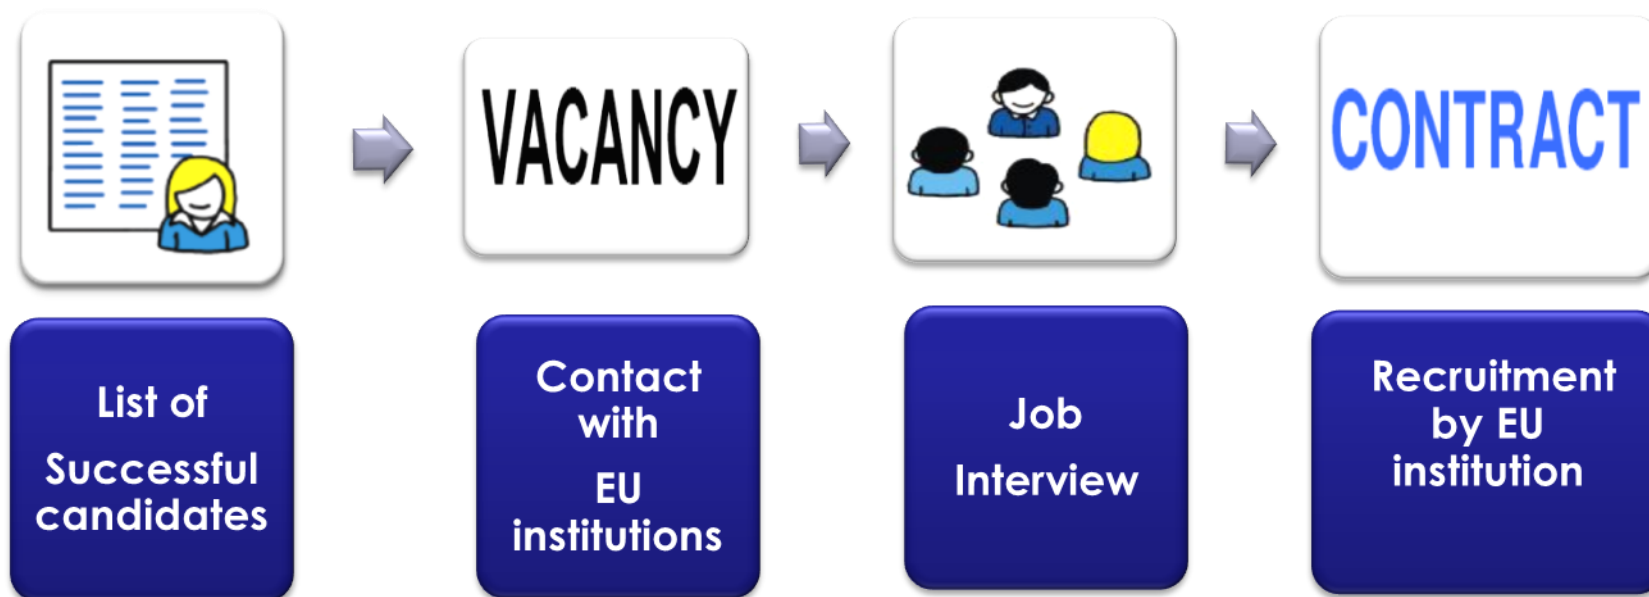 VACANCY
CONTRACT
List of
Successful
candidates
Contact
with
EU
institutions
Job
Interview
Recruitment
by EU
institution